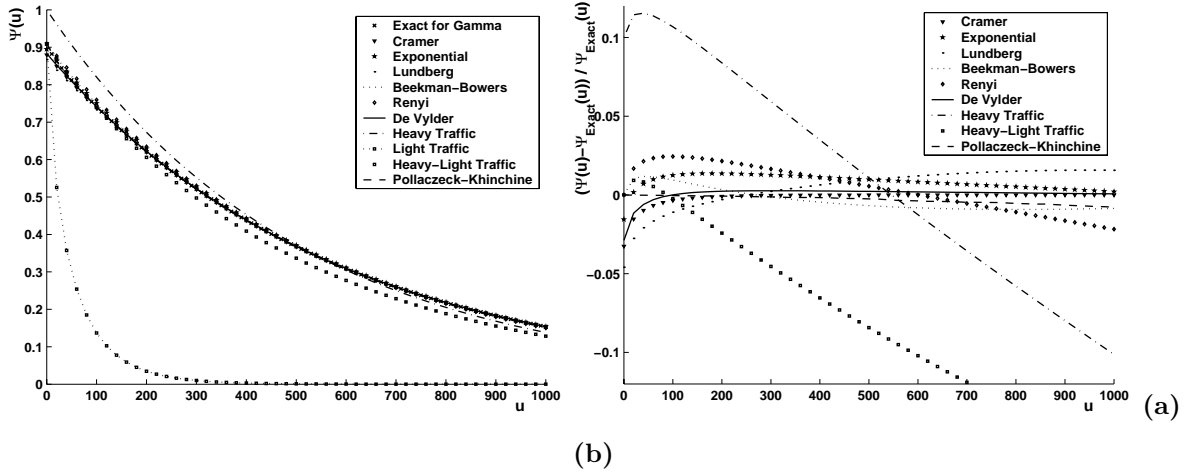 Ψ(u)
1
0.9
0.8
0.7
0.6
0.5
0.4
0.3
0.2
0.1
0
0 100 200 300 400 500 600 700 800 900 1000
u
Exact for Gamma
Cramer
Exponential
Lundberg
Beekman−Bowers
Renyi
De Vylder
Heavy Traffic
Light Traffic
Heavy−Light Traffic
Pollaczeck−Khinchine
(Ψ(u)−Ψ_Exact(u)) / Ψ_Exact(u)
0.1
0.05
0
−0.05
−0.1
0 100 200 300 400 500 600 700 800 900 1000
u
Cramer
Exponential
Lundberg
Beekman−Bowers
Renyi
De Vylder
Heavy Traffic
Heavy−Light Traffic
Pollaczeck−Khinchine
(a)
(b)